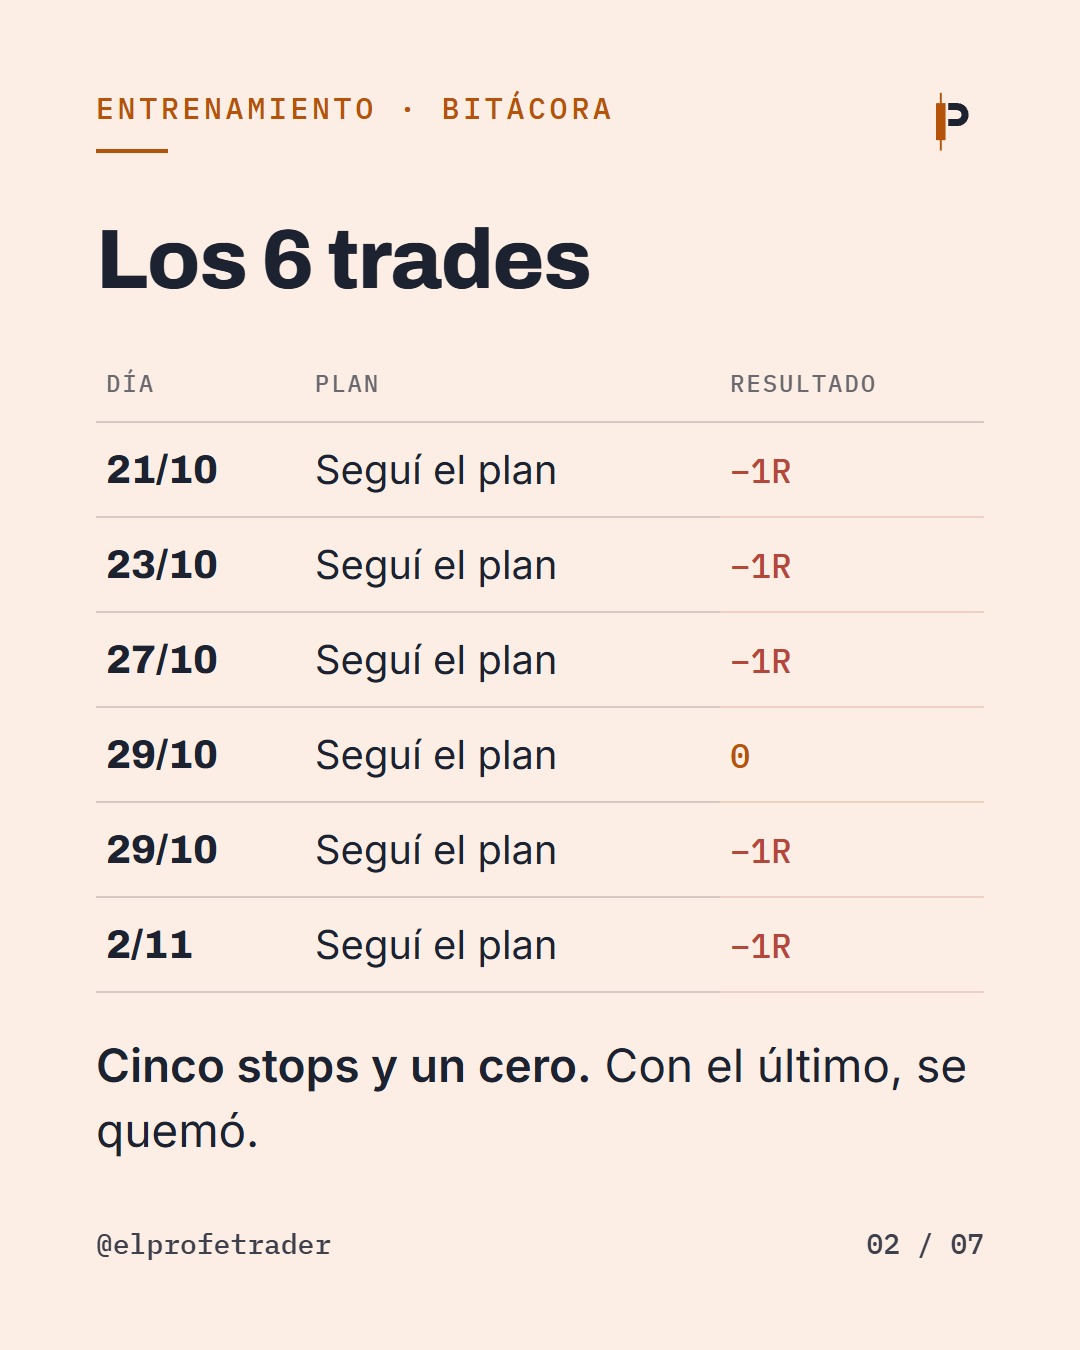 ENTRENAMIENTO · BITÁCORA
Los 6 trades
DÍA PLAN RESULTADO
21/10 Seguí el plan −1R
23/10 Seguí el plan −1R
27/10 Seguí el plan −1R
29/10 Seguí el plan 0
29/10 Seguí el plan −1R
2/11 Seguí el plan −1R
Cinco stops y un cero. Con el último, se
quemó.
@elprofetrader 02 / 07